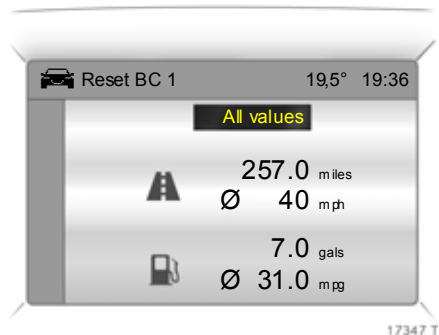 Reset BC 1 19,5° 19:36
All values
257.0 miles
Ø 40 mph
7.0 gals
Ø 31.0 mpg
17347 T